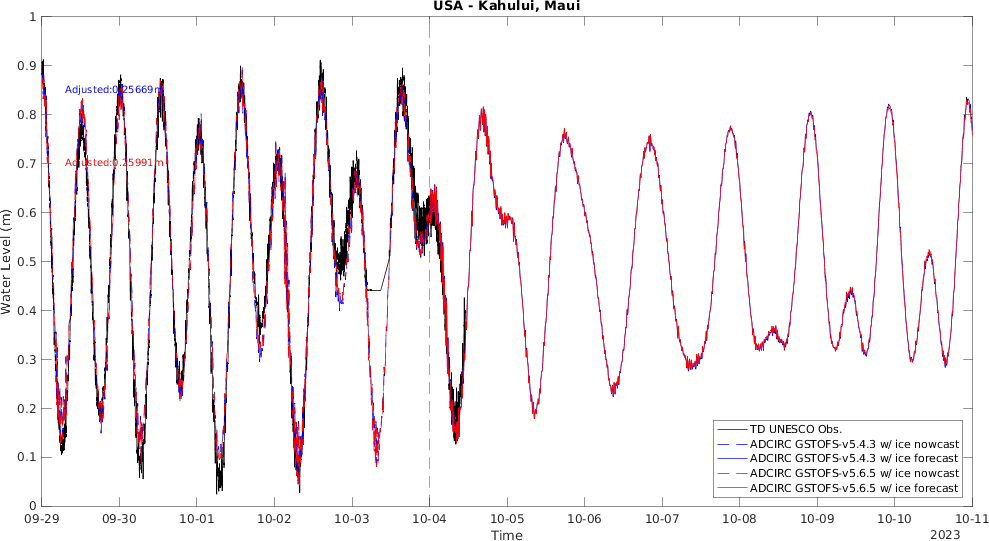 USA - Kahului, Maui
1
0.9
0.8
0.7
0.6
0.5
0.4
0.3
0.2
0.1
0
Water Level (m)
Adjusted:0.25669m
Adjusted:0.25991m
TD UNESCO Obs.
ADCIRC GSTOFS-v5.4.3 w/ ice nowcast
ADCIRC GSTOFS-v5.4.3 w/ ice forecast
ADCIRC GSTOFS-v5.6.5 w/ ice nowcast
ADCIRC GSTOFS-v5.6.5 w/ ice forecast
09-29 09-30 10-01 10-02 10-03 10-04 10-05 10-06 10-07 10-08 10-09 10-10 10-11
Time
2023